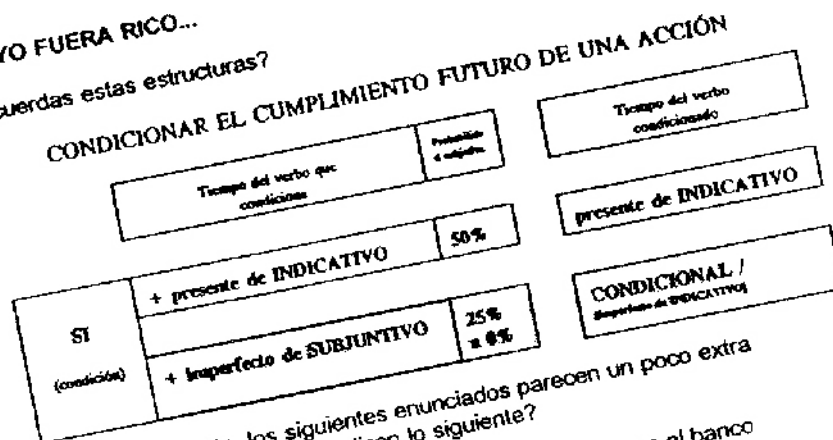 YO FUERA RICO...
cuerdas estas estructuras?
CONDICIONAR EL CUMPLIMIENTO FUTURO DE UNA ACCIÓN
Tiempo del verbo que
condiciona
Tiempo del verbo
condicionado
SI
(condición)
+ presente de INDICATIVO
50%
presente de INDICATIVO
+ imperfecto de SUBJUNTIVO
25%
a 0%
CONDICIONAL /
(imperfecto de INDICATIVO)
los siguientes enunciados parecen un poco extra
lo siguiente?
al banco